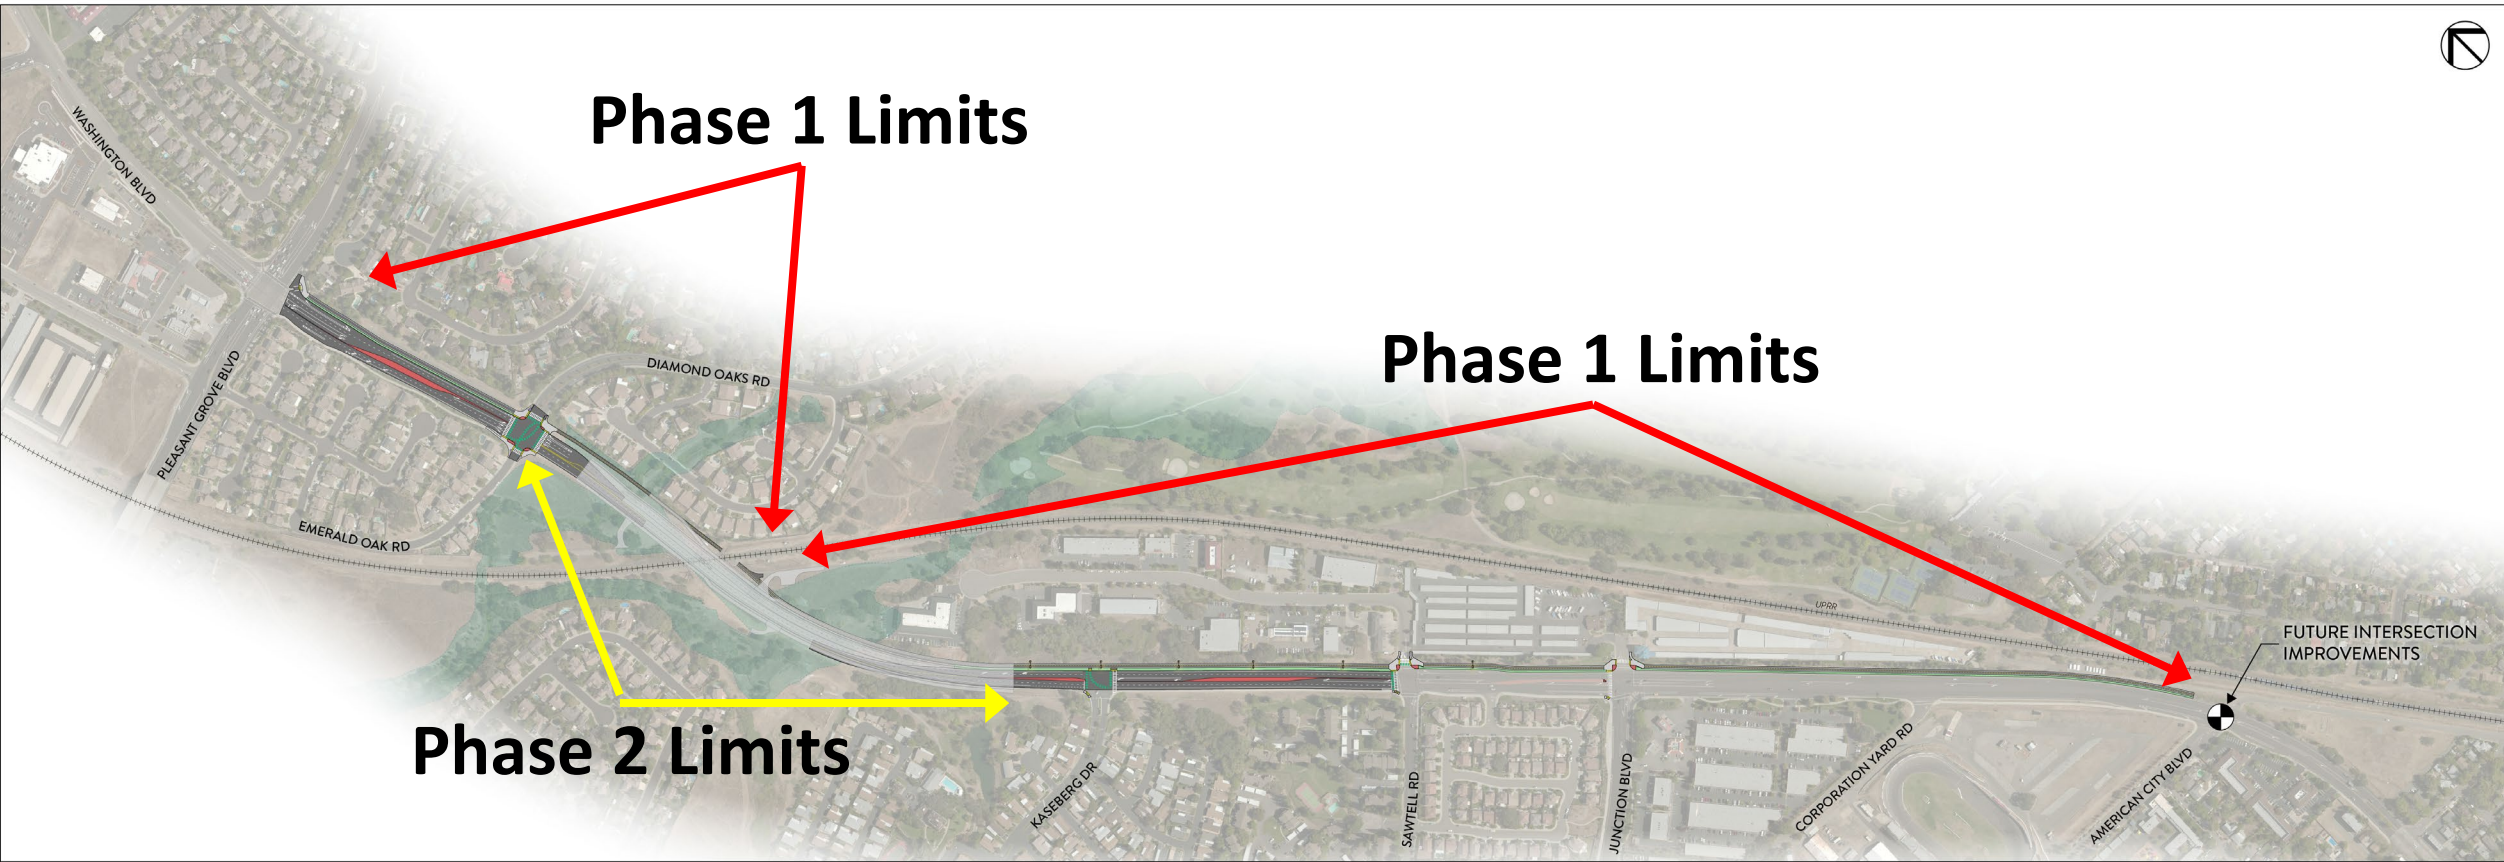 WASHINGTON BLVD
Phase 1 Limits
Phase 1 Limits
DIAMOND OAKS RD
PLEASANT GROVE BLVD
EMERALD OAK RD
UPRR
FUTURE INTERSECTION
IMPROVEMENTS
Phase 2 Limits
KASEBERG DR
SAWTELL RD
JUNCTION BLVD
CORPORATION YARD RD
AMERICAN CITY BLVD